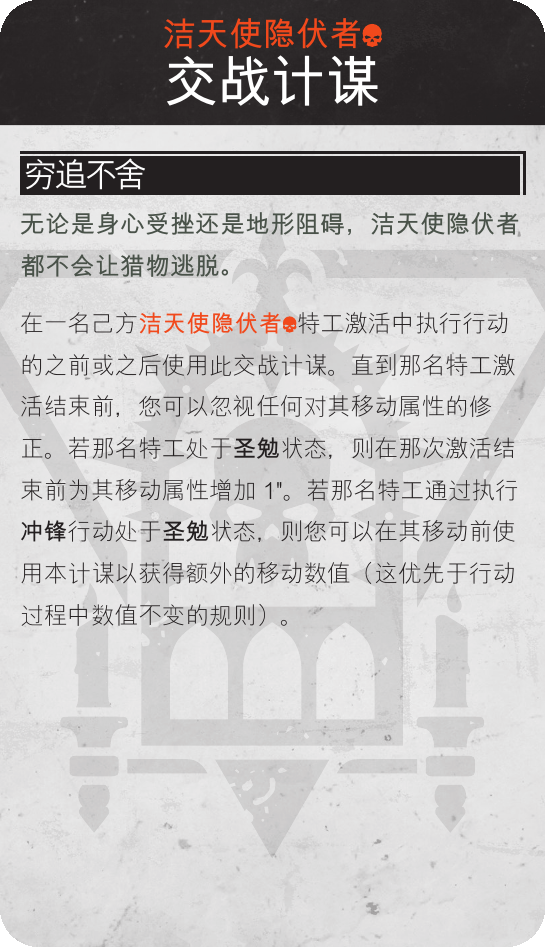 洁天使隐伏者
交战计谋
穷追不舍
无论是身心受挫还是地形阻碍，洁天使隐伏者
都不会让猎物逃脱。
在一名己方洁天使隐伏者特工激活中执行行动
的之前或之后使用此交战计谋。直到那名特工激
活结束前，您可以忽视任何对其移动属性的修
正。若那名特工处于圣勉状态，则在那次激活结
束前为其移动属性增加 1"。若那名特工通过执行
冲锋行动处于圣勉状态，则您可以在其移动前使
用本计谋以获得额外的移动数值（这优先于行动
过程中数值不变的规则）。